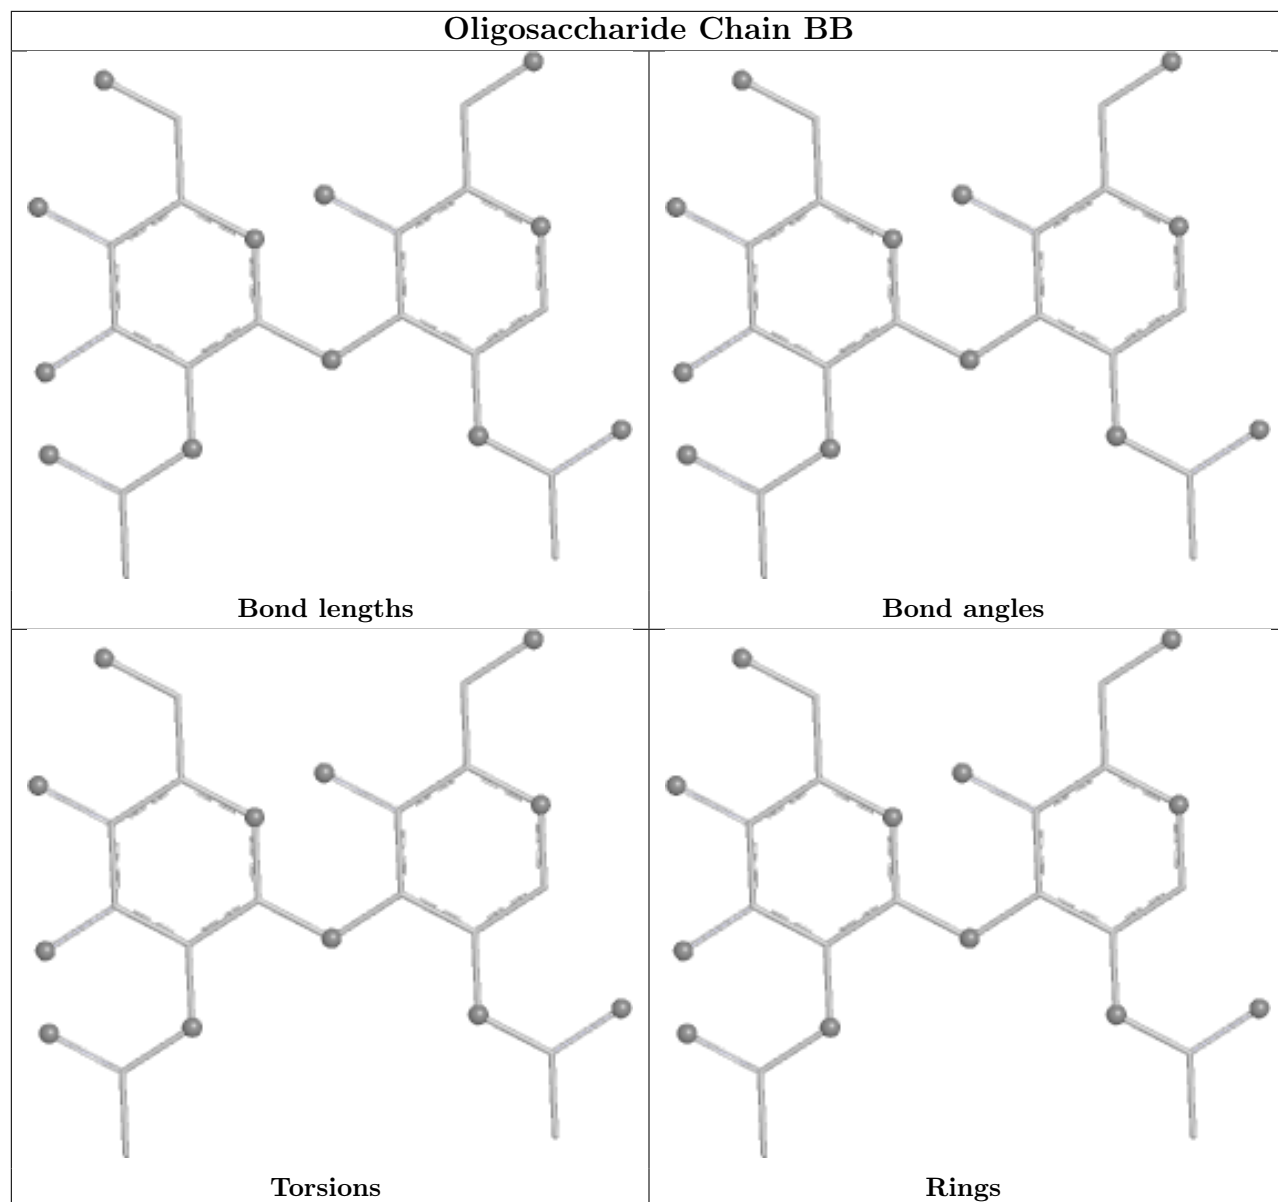 Oligosaccharide Chain BB
Bond lengths
Bond angles
Torsions
Rings